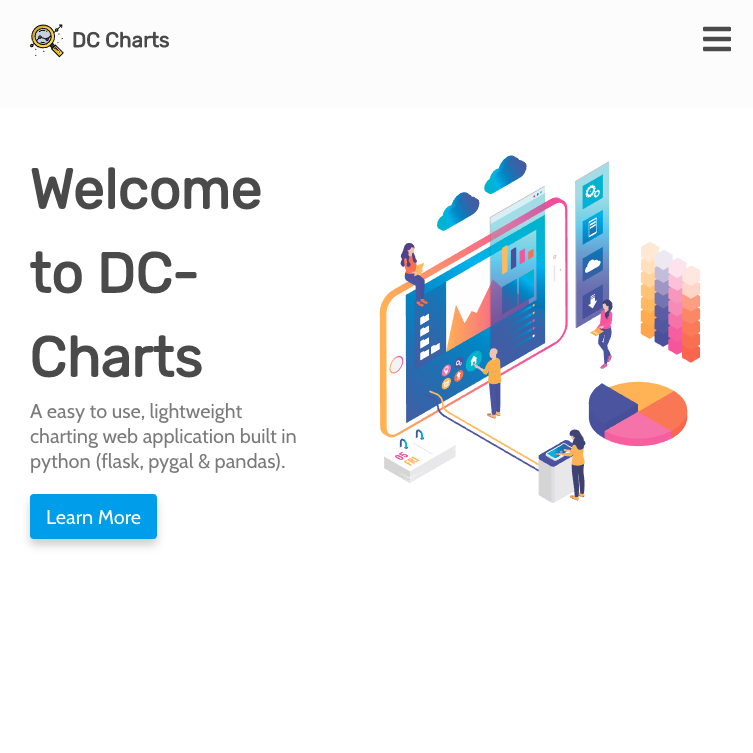 DC Charts
Welcome
to DC-
Charts
A easy to use, lightweight
charting web application built in
python (flask, pygal & pandas).
Learn More